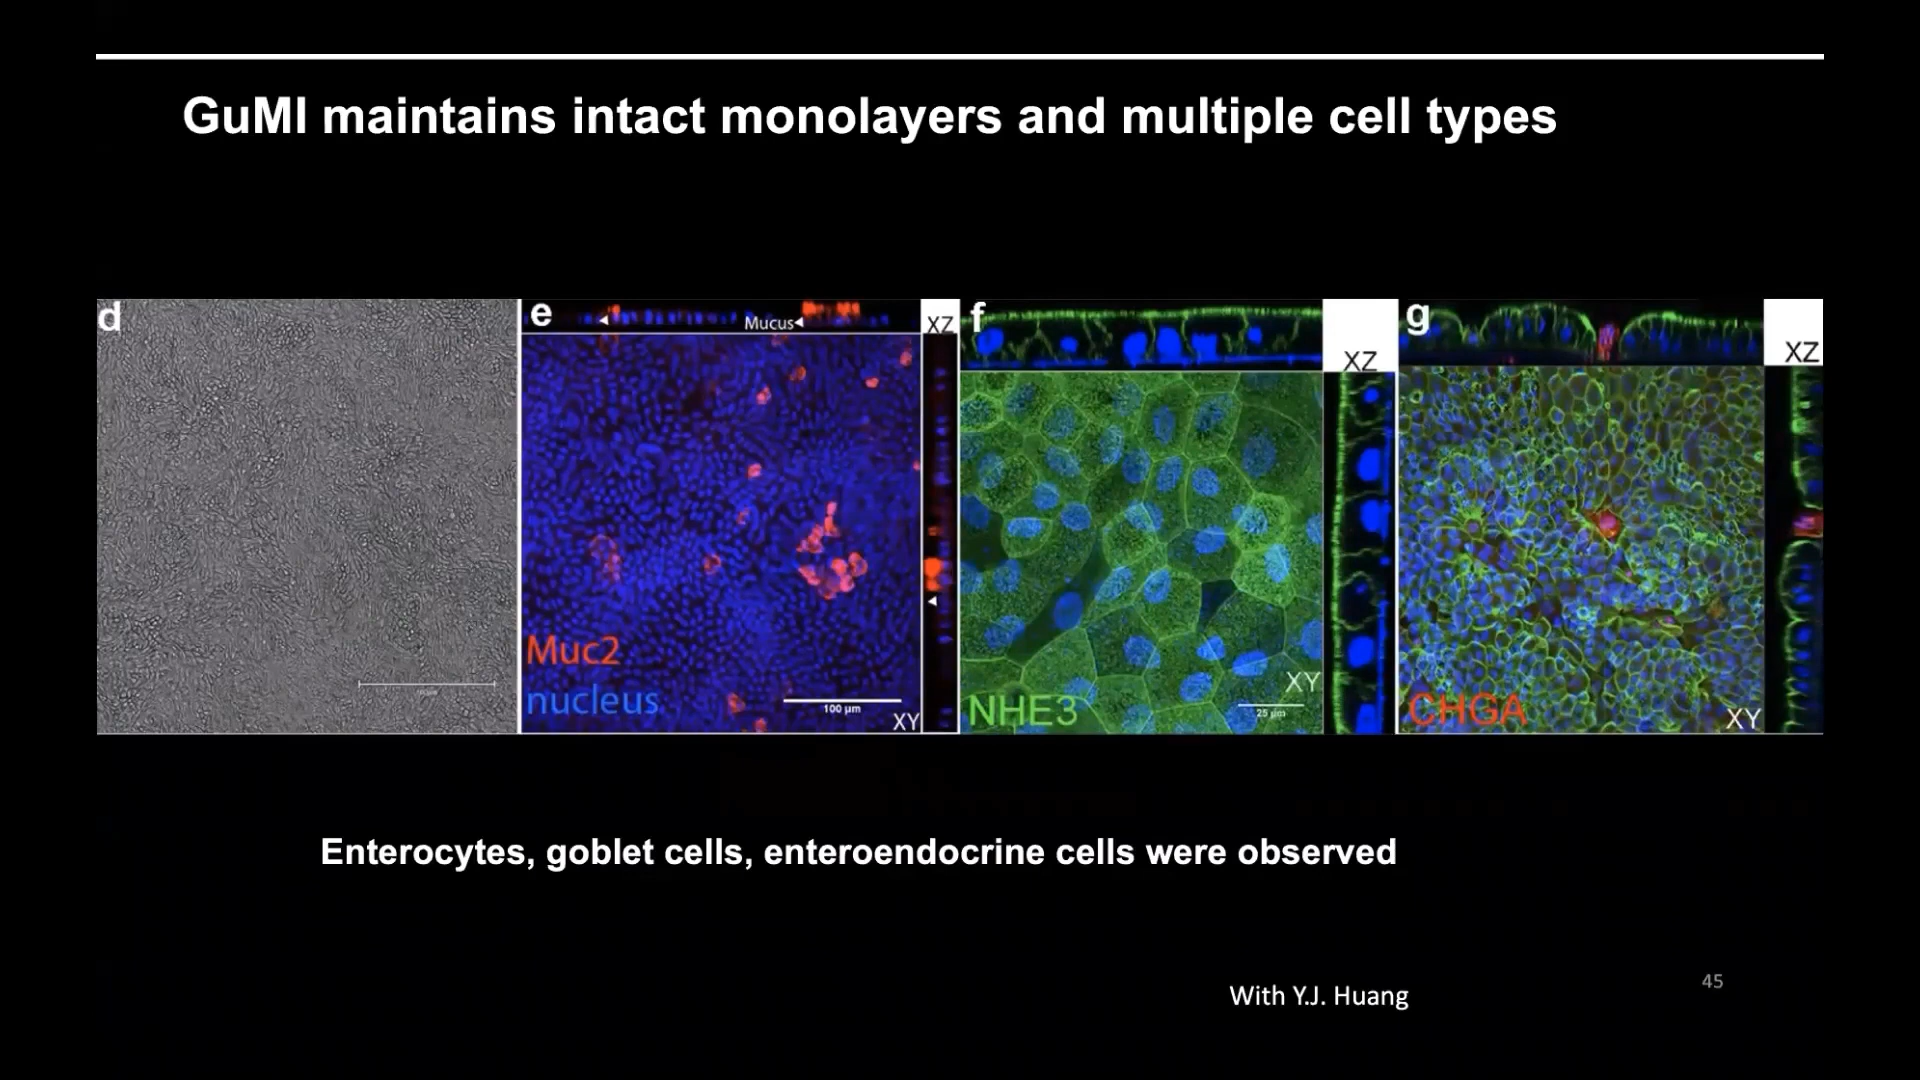 GuMI maintains intact monolayers and multiple cell types
d
e
Mucus
XZ
Muc2
nucleus
100 µm
XY
f
XZ
NHE3
XY
25 µm
g
XZ
CHGA
XY
Enterocytes, goblet cells, enteroendocrine cells were observed
With Y.J. Huang
45